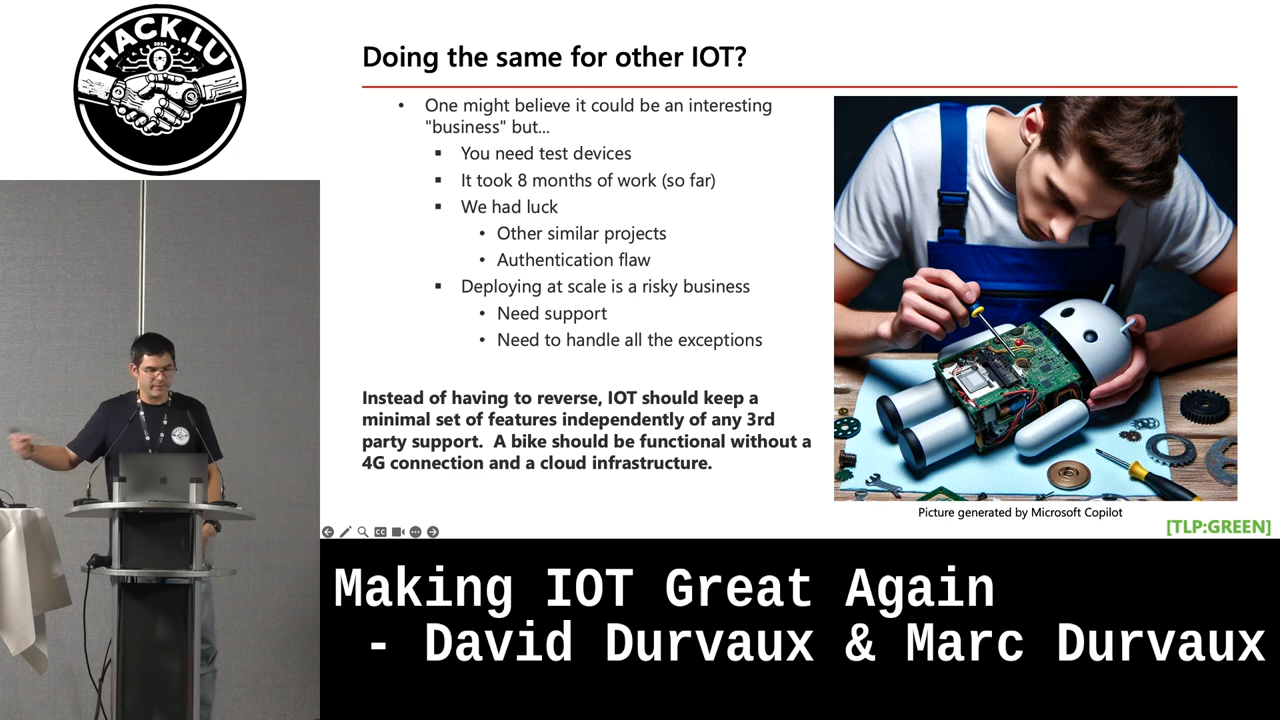 HACK.LU
2024
Doing the same for other IOT?
• One might believe it could be an interesting
"business" but...
▪ You need test devices
▪ It took 8 months of work (so far)
▪ We had luck
• Other similar projects
• Authentication flaw
▪ Deploying at scale is a risky business
• Need support
• Need to handle all the exceptions
Instead of having to reverse, IOT should keep a
minimal set of features independently of any 3rd
party support. A bike should be functional without a
4G connection and a cloud infrastructure.
Picture generated by Microsoft Copilot
[TLP:GREEN]
CC
Making IOT Great Again
- David Durvaux & Marc Durvaux